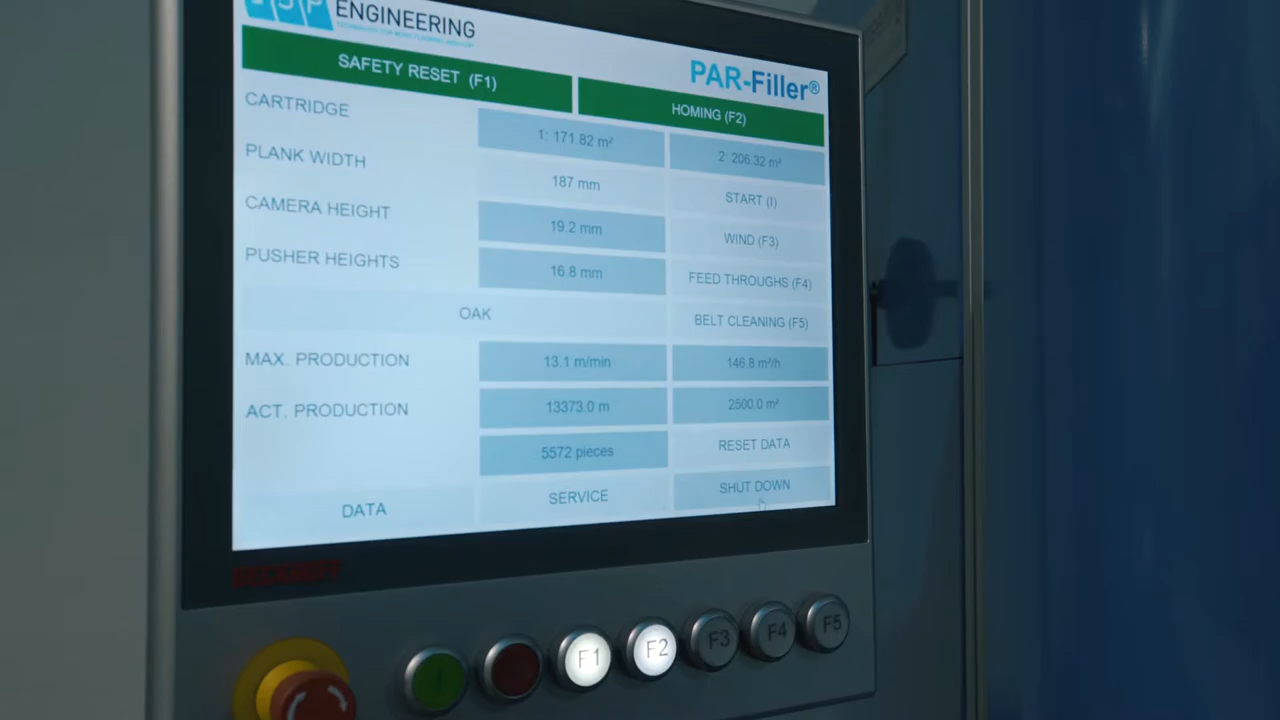 ENGINEERING
PAR-Filler®
SAFETY RESET (F1)
HOMING (F2)
CARTRIDGE
1: 171.82 m²
2: 206.32 m²
PLANK WIDTH
187 mm
START (I)
CAMERA HEIGHT
19.2 mm
WIND (F3)
PUSHER HEIGHTS
16.8 mm
FEED THROUGHS (F4)
OAK
BELT CLEANING (F5)
MAX. PRODUCTION
13.1 m/min
146.8 m²/h
ACT. PRODUCTION
13373.0 m
2500.0 m²
5572 pieces
RESET DATA
DATA
SERVICE
SHUT DOWN
F1
F2
F3
F4
F5